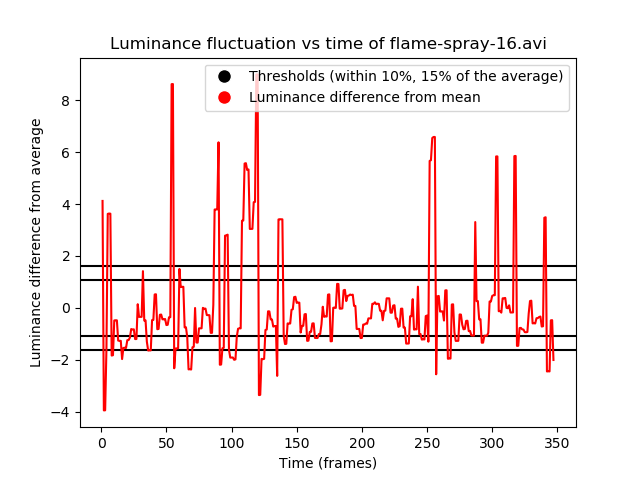 Luminance fluctuation vs time of flame-spray-16.avi
Thresholds (within 10%, 15% of the average)
Luminance difference from mean
Luminance difference from average
8
6
4
2
0
−2
−4
0 50 100 150 200 250 300 350
Time (frames)